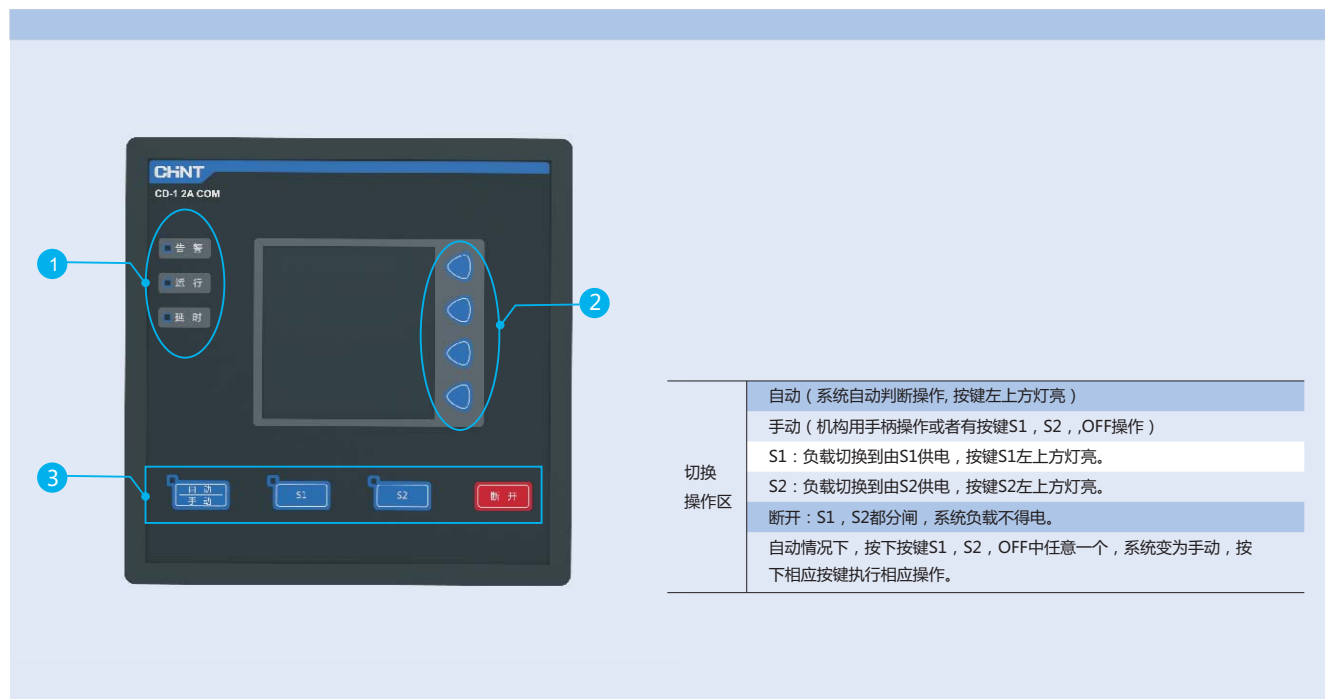 CHNT
CD-1 2A COM
告 警
运 行
延 时
1
2
3
自 动
手 动
S1
S2
断 开
切换
操作区
自动（系统自动判断操作, 按键左上方灯亮）
手动（机构用手柄操作或者有按键S1，S2，,OFF操作）
S1：负载切换到由S1供电，按键S1左上方灯亮。
S2：负载切换到由S2供电，按键S2左上方灯亮。
断开：S1，S2都分闸，系统负载不得电。
自动情况下，按下按键S1，S2，OFF中任意一个，系统变为手动，按
下相应按键执行相应操作。